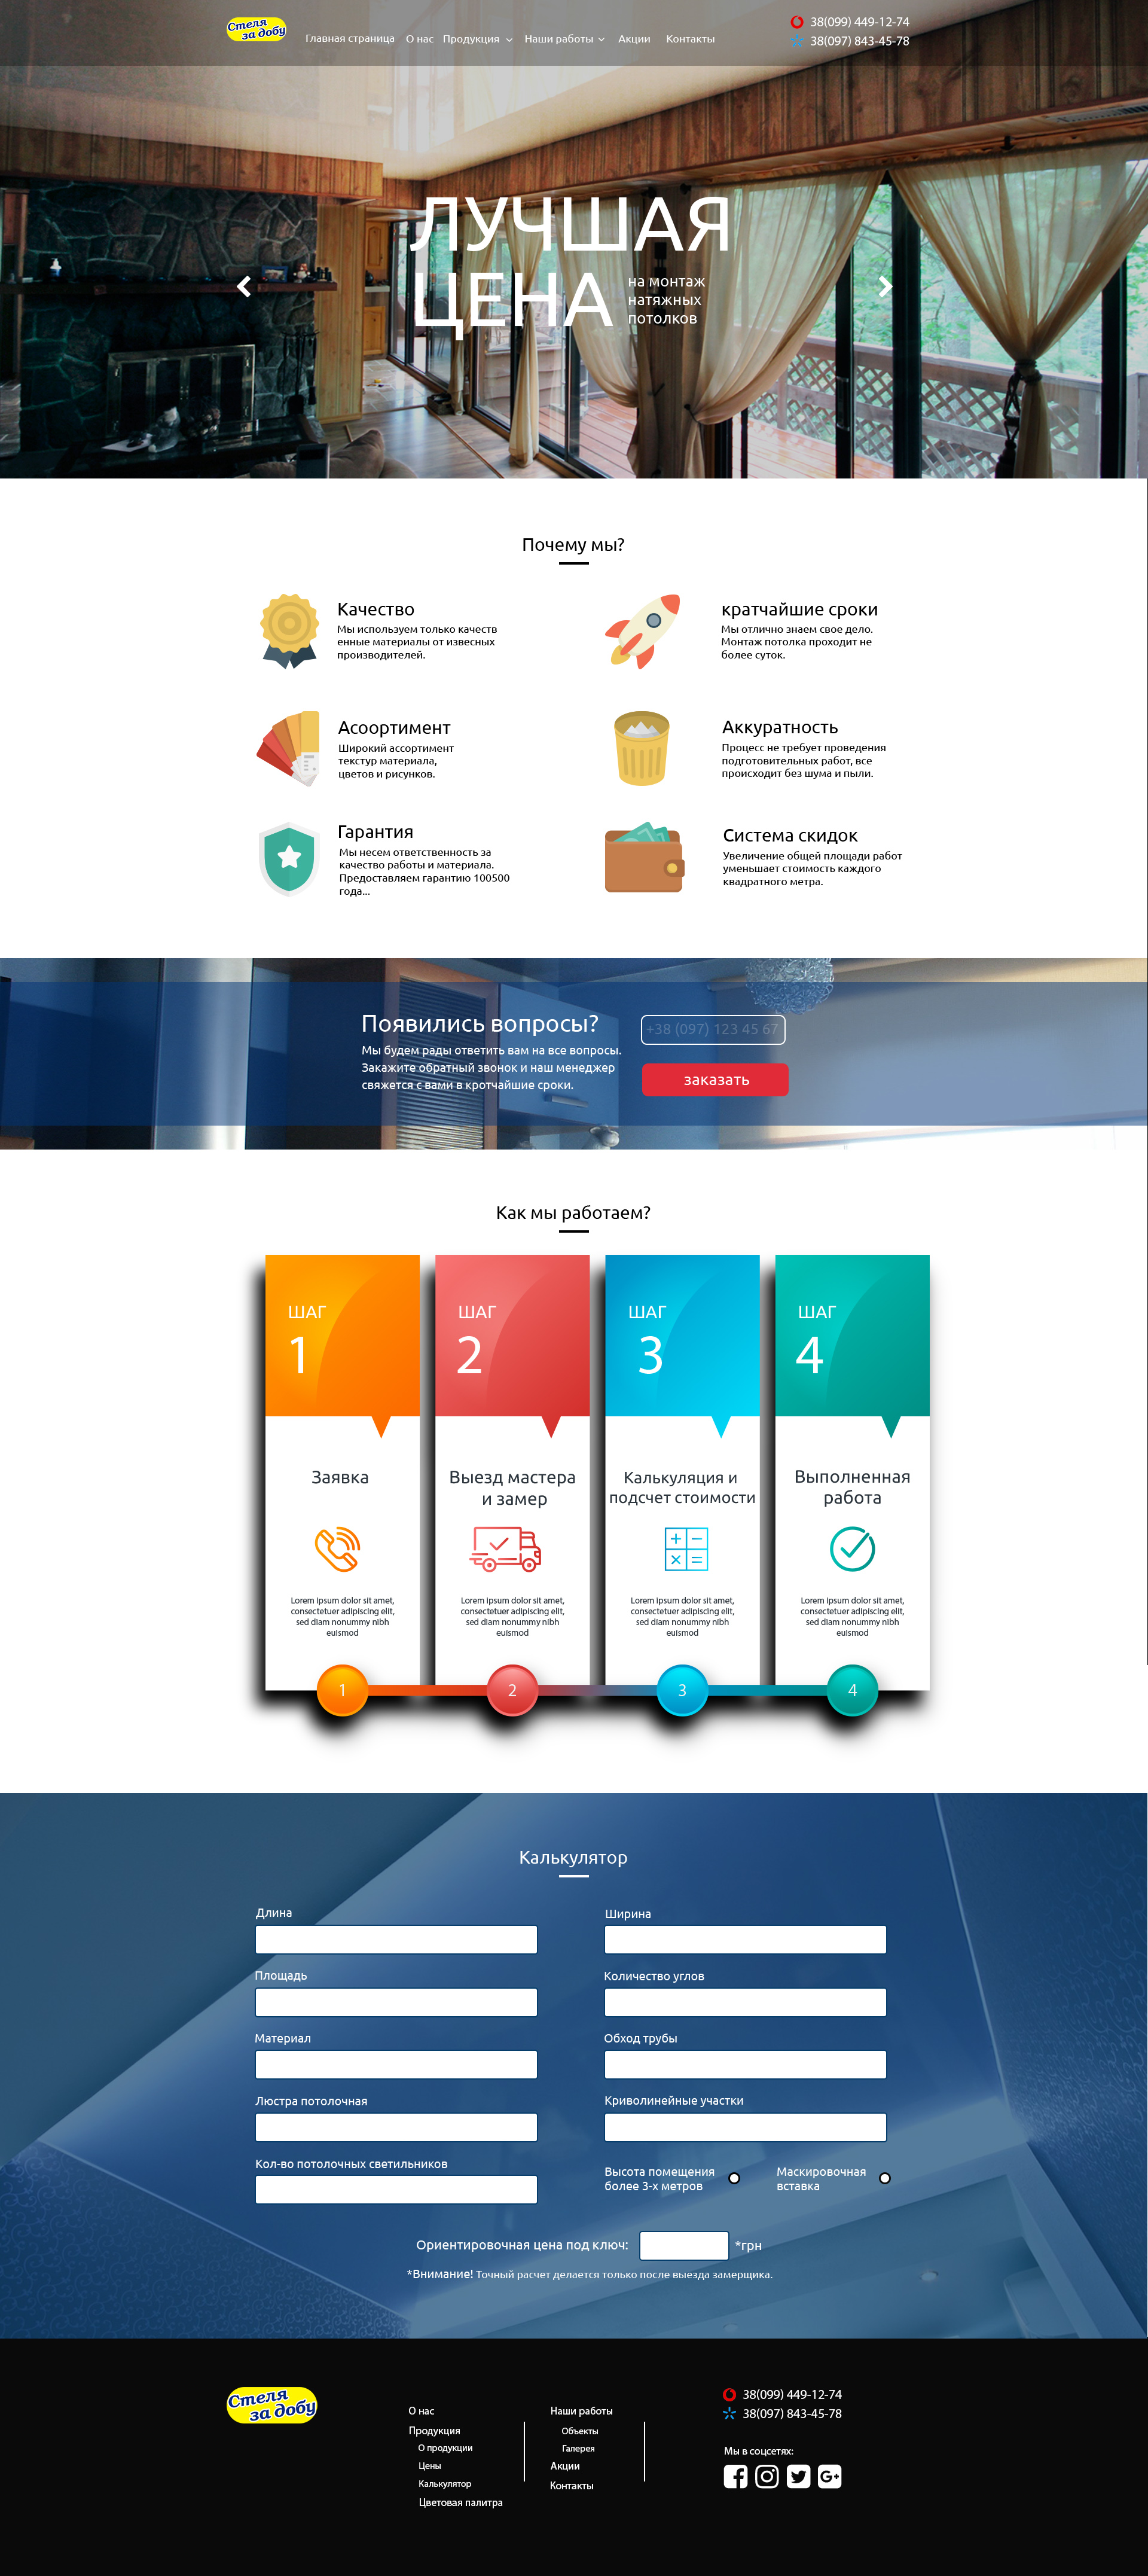 Стеля
за добу
Главная страница О нас Продукция Наши работы Акции Контакты
38(099) 449-12-74
38(097) 843-45-78
ЛУЧШАЯ
ЦЕНА
на монтаж
натяжных
потолков
Почему мы?
Качество
Мы используем только качеств
енные материалы от извесных
производителей.
кратчайшие сроки
Мы отлично знаем свое дело.
Монтаж потолка проходит не
более суток.
Асоортимент
Широкий ассортимент
текстур материала,
цветов и рисунков.
Аккуратность
Процесс не требует проведения
подготовительных работ, все
происходит без шума и пыли.
Гарантия
Мы несем ответственность за
качество работы и материала.
Предоставляем гарантию 100500
года...
Система скидок
Увеличение общей площади работ
уменьшает стоимость каждого
квадратного метра.
Появились вопросы?
Мы будем рады ответить вам на все вопросы.
Закажите обратный звонок и наш менеджер
свяжется с вами в кротчайшие сроки.
+38 (097) 123 45 67
заказать
Как мы работаем?
ШАГ
1
Заявка
Lorem ipsum dolor sit amet,
consectetuer adipiscing elit,
sed diam nonummy nibh
euismod
1
ШАГ
2
Выезд мастера
и замер
Lorem ipsum dolor sit amet,
consectetuer adipiscing elit,
sed diam nonummy nibh
euismod
2
ШАГ
3
Калькуляция и
подсчет стоимости
Lorem ipsum dolor sit amet,
consectetuer adipiscing elit,
sed diam nonummy nibh
euismod
3
ШАГ
4
Выполненная
работа
Lorem ipsum dolor sit amet,
consectetuer adipiscing elit,
sed diam nonummy nibh
euismod
4
Калькулятор
Длина
Ширина
Площадь
Количество углов
Материал
Обход трубы
Люстра потолочная
Криволинейные участки
Кол-во потолочных светильников
Высота помещения
более 3-х метров
Маскировочная
вставка
Ориентировочная цена под ключ: *грн
*Внимание! Точный расчет делается только после выезда замерщика.
Стеля
за добу
О нас
Продукция
О продукции
Цены
Калькулятор
Цветовая палитра
Наши работы
Объекты
Галерея
Акции
Контакты
38(099) 449-12-74
38(097) 843-45-78
Мы в соцсетях:
G+